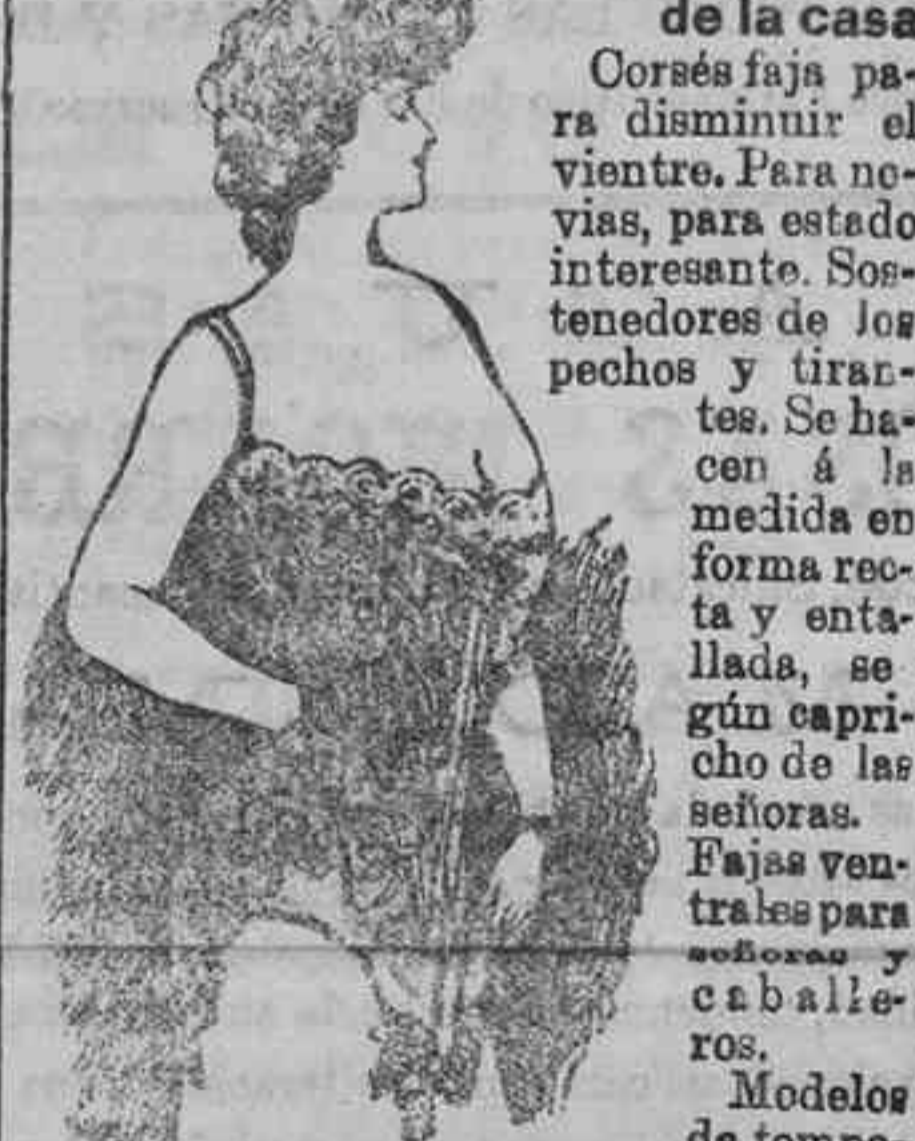 de la casa
Corsés faja pa-
ra disminuir el
vientre. Para no-
vias, para estado
interesante. Sos-
tenedores de los
pechos y tiran-
tes. Se ha-
cen á la
medida en
forma rec-
ta y enta-
llada, se
gún capri-
cho de las
señoras.
Fajas ven-
trales para
señoras y
caballe-
ros.
Modelos